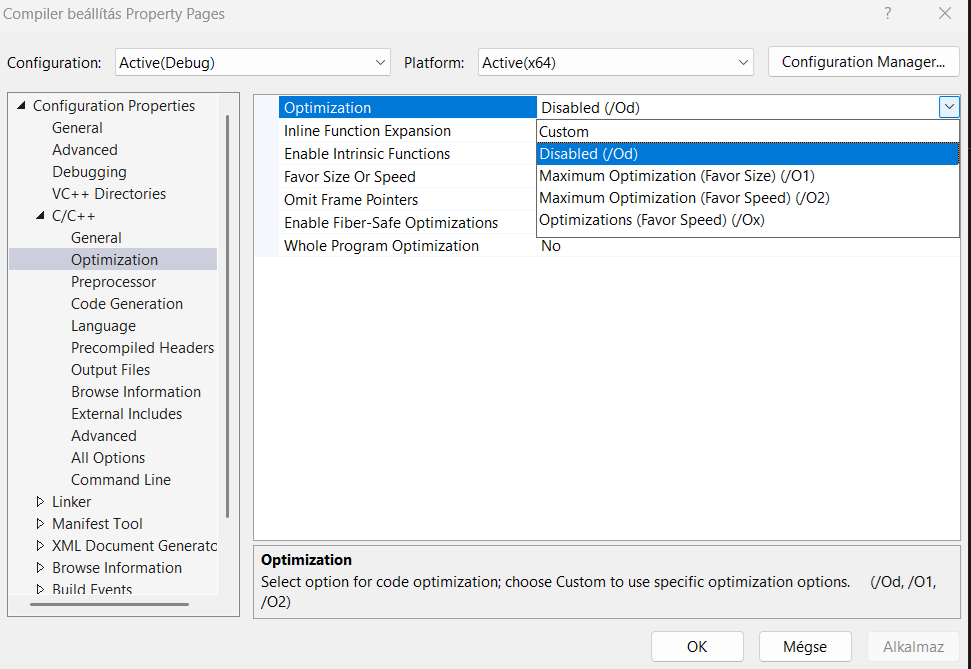 Compiler beállítás Property Pages
?
Configuration: Active(Debug) Platform: Active(x64) Configuration Manager...
Configuration Properties
General
Advanced
Debugging
VC++ Directories
C/C++
General
Optimization
Preprocessor
Code Generation
Language
Precompiled Headers
Output Files
Browse Information
External Includes
Advanced
All Options
Command Line
Linker
Manifest Tool
XML Document Generato
Browse Information
Build Events
Optimization Disabled (/Od)
Inline Function Expansion
Enable Intrinsic Functions
Favor Size Or Speed
Omit Frame Pointers
Enable Fiber-Safe Optimizations
Whole Program Optimization No
Custom
Disabled (/Od)
Maximum Optimization (Favor Size) (/O1)
Maximum Optimization (Favor Speed) (/O2)
Optimizations (Favor Speed) (/Ox)
Optimization
Select option for code optimization; choose Custom to use specific optimization options. (/Od, /O1,
/O2)
OK Mégse Alkalmaz